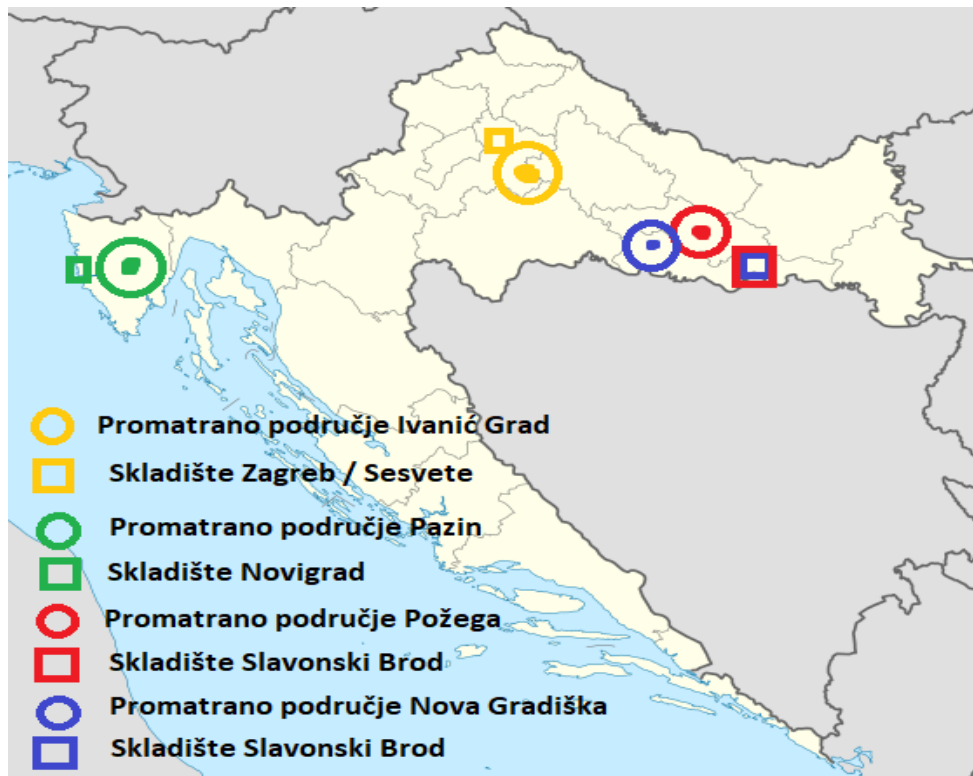 Promatrano područje Ivanić Grad
Skladište Zagreb / Sesvete
Promatrano područje Pazin
Skladište Novigrad
Promatrano područje Požega
Skladište Slavonski Brod
Promatrano područje Nova Gradiška
Skladište Slavonski Brod